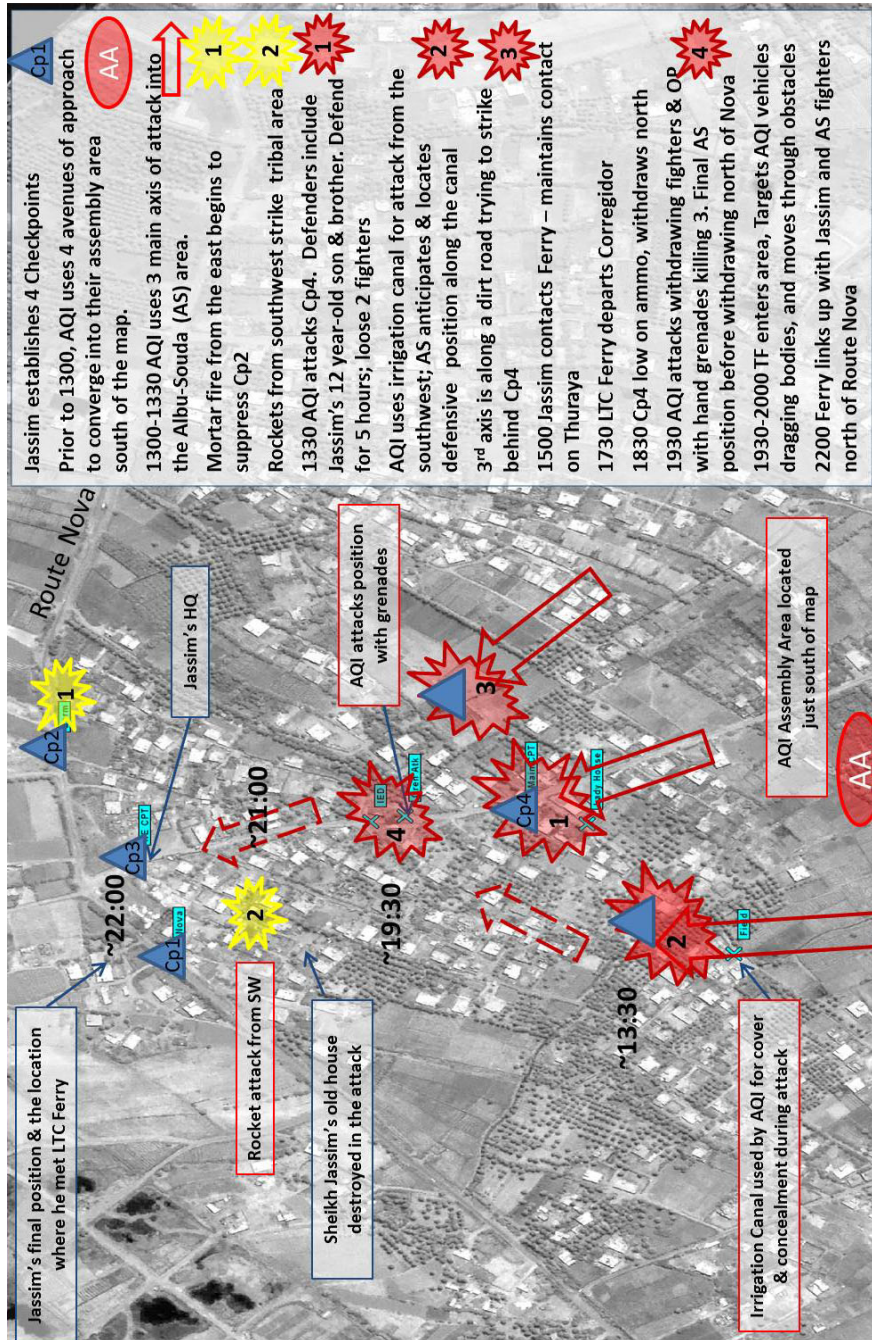 Jassim's final position & the location
where he met LTC Ferry
Rocket attack from SW
Sheikh Jassim's old house
destroyed in the attack
Irrigation Canal used by AQI for cover
& concealment during attack
~22:00
Cp1
Nova
Cp3
CPT
Cp2
1
Route Nova
Jassim's HQ
2
~21:00
~19:30
4
IED
Atk
AQI attacks position
with grenades
3
Cp4
Main CPT
1
House
~13:30
2
Field
AQI Assembly Area located
just south of map
AA
Jassim establishes 4 Checkpoints
Cp1
Prior to 1300, AQI uses 4 avenues of approach
to converge into their assembly area
south of the map.
AA
1300-1330 AQI uses 3 main axis of attack into
the Albu-Souda (AS) area.
Mortar fire from the east begins to
suppress Cp2
1
Rockets from southwest strike tribal area
2
1330 AQI attacks Cp4. Defenders include
Jassim's 12 year-old son & brother. Defend
for 5 hours; loose 2 fighters
1
AQI uses irrigation canal for attack from the
southwest; AS anticipates & locates
defensive position along the canal
2
3rd axis is along a dirt road trying to strike
behind Cp4
3
1500 Jassim contacts Ferry – maintains contact
on Thuraya
1730 LTC Ferry departs Corregidor
1830 Cp4 low on ammo, withdraws north
1930 AQI attacks withdrawing fighters & OP
with hand grenades killing 3. Final AS
position before withdrawing north of Nova
4
1930-2000 TF enters area, Targets AQI vehicles
dragging bodies, and moves through obstacles
2200 Ferry links up with Jassim and AS fighters
north of Route Nova